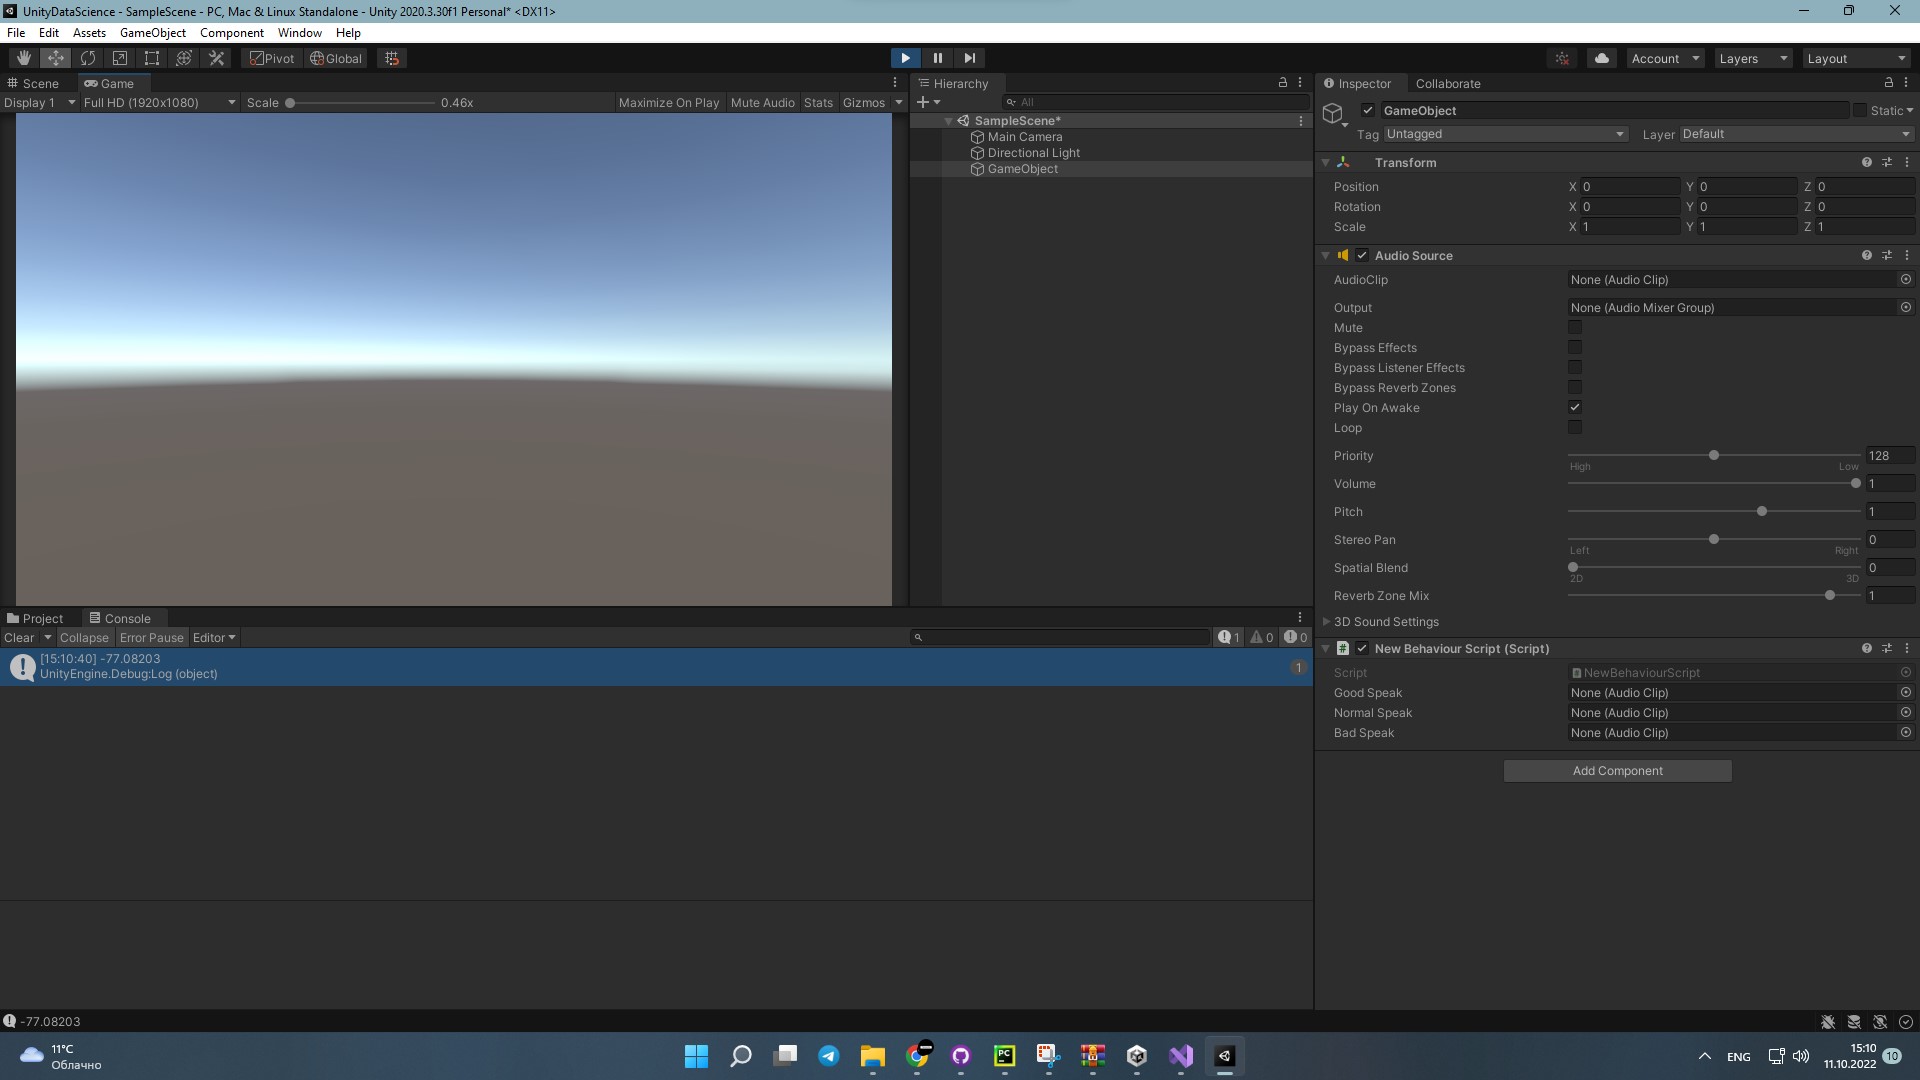 UnityDataScience - SampleScene - PC, Mac & Linux Standalone - Unity 2020.3.30f1 Personal* <DX11>
File Edit Assets GameObject Component Window Help
Pivot Global Account Layers Layout
Scene Game
Display 1 Full HD (1920x1080) Scale 0.46x Maximize On Play Mute Audio Stats Gizmos
Hierarchy
All
SampleScene*
Main Camera
Directional Light
GameObject
Inspector Collaborate
GameObject Static
Tag Untagged Layer Default
Transform
Position X 0 Y 0 Z 0
Rotation X 0 Y 0 Z 0
Scale X 1 Y 1 Z 1
Audio Source
AudioClip None (Audio Clip)
Output None (Audio Mixer Group)
Mute
Bypass Effects
Bypass Listener Effects
Bypass Reverb Zones
Play On Awake
Loop
Priority 128
High Low
Volume 1
Pitch 1
Stereo Pan 0
Left Right
Spatial Blend 0
2D 3D
Reverb Zone Mix 1
3D Sound Settings
# New Behaviour Script (Script)
Script NewBehaviourScript
Good Speak None (Audio Clip)
Normal Speak None (Audio Clip)
Bad Speak None (Audio Clip)
Add Component
Project Console
Clear Collapse Error Pause Editor 1 0 0
[15:10:40] -77.08203
UnityEngine.Debug:Log (object)
1
-77.08203
11°C
Облачно
PC
ENG
15:10
11.10.2022
10